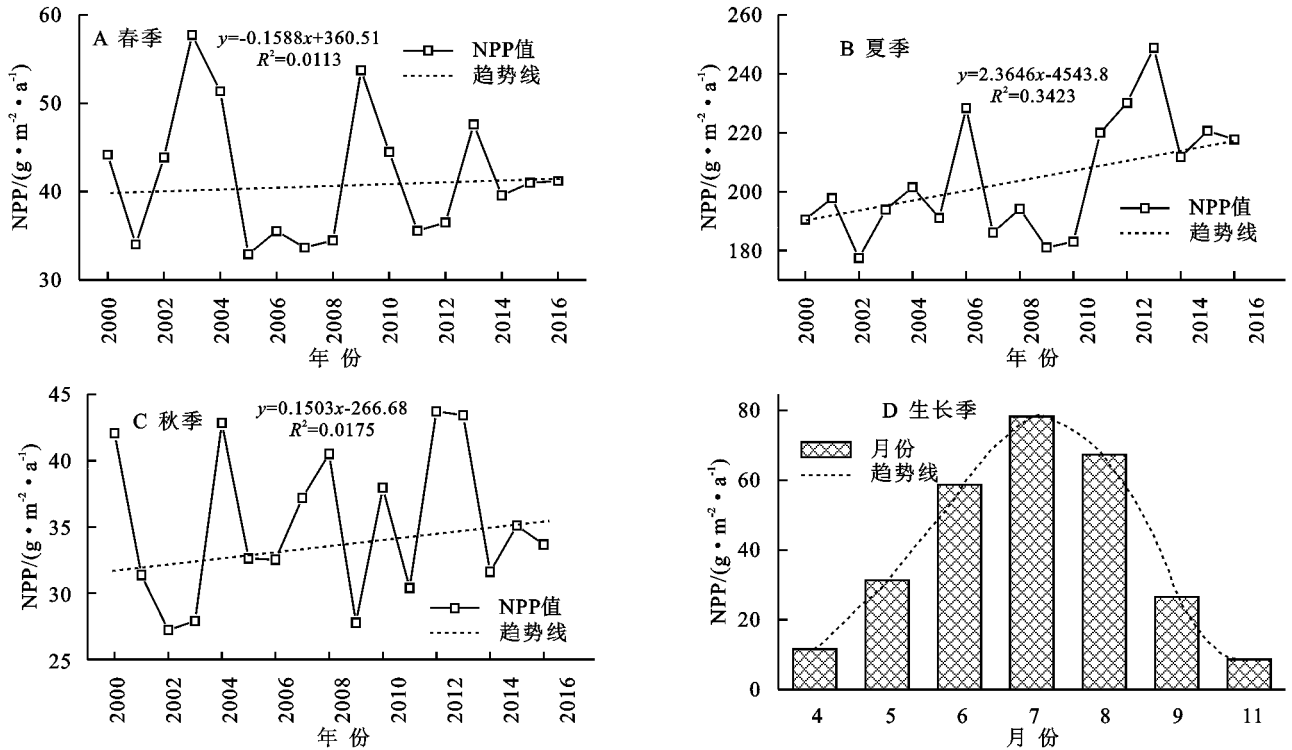 A 春季
y=-0.1588x+360.51
R²=0.0113
NPP值
趋势线
NPP/(g·m⁻²·a⁻¹)
60
50
40
30
2000 2002 2004 2006 2008 2010 2012 2014 2016
年 份
B 夏季
y=2.3646x-4543.8
R²=0.3423
NPP值
趋势线
NPP/(g·m⁻²·a⁻¹)
260
240
220
200
180
2000 2002 2004 2006 2008 2010 2012 2014 2016
年 份
C 秋季
y=0.1503x-266.68
R²=0.0175
NPP值
趋势线
NPP/(g·m⁻²·a⁻¹)
45
40
35
30
25
2000 2002 2004 2006 2008 2010 2012 2014 2016
年 份
D 生长季
月份
趋势线
NPP/(g·m⁻²·a⁻¹)
80
60
40
20
0
4 5 6 7 8 9 11
月 份